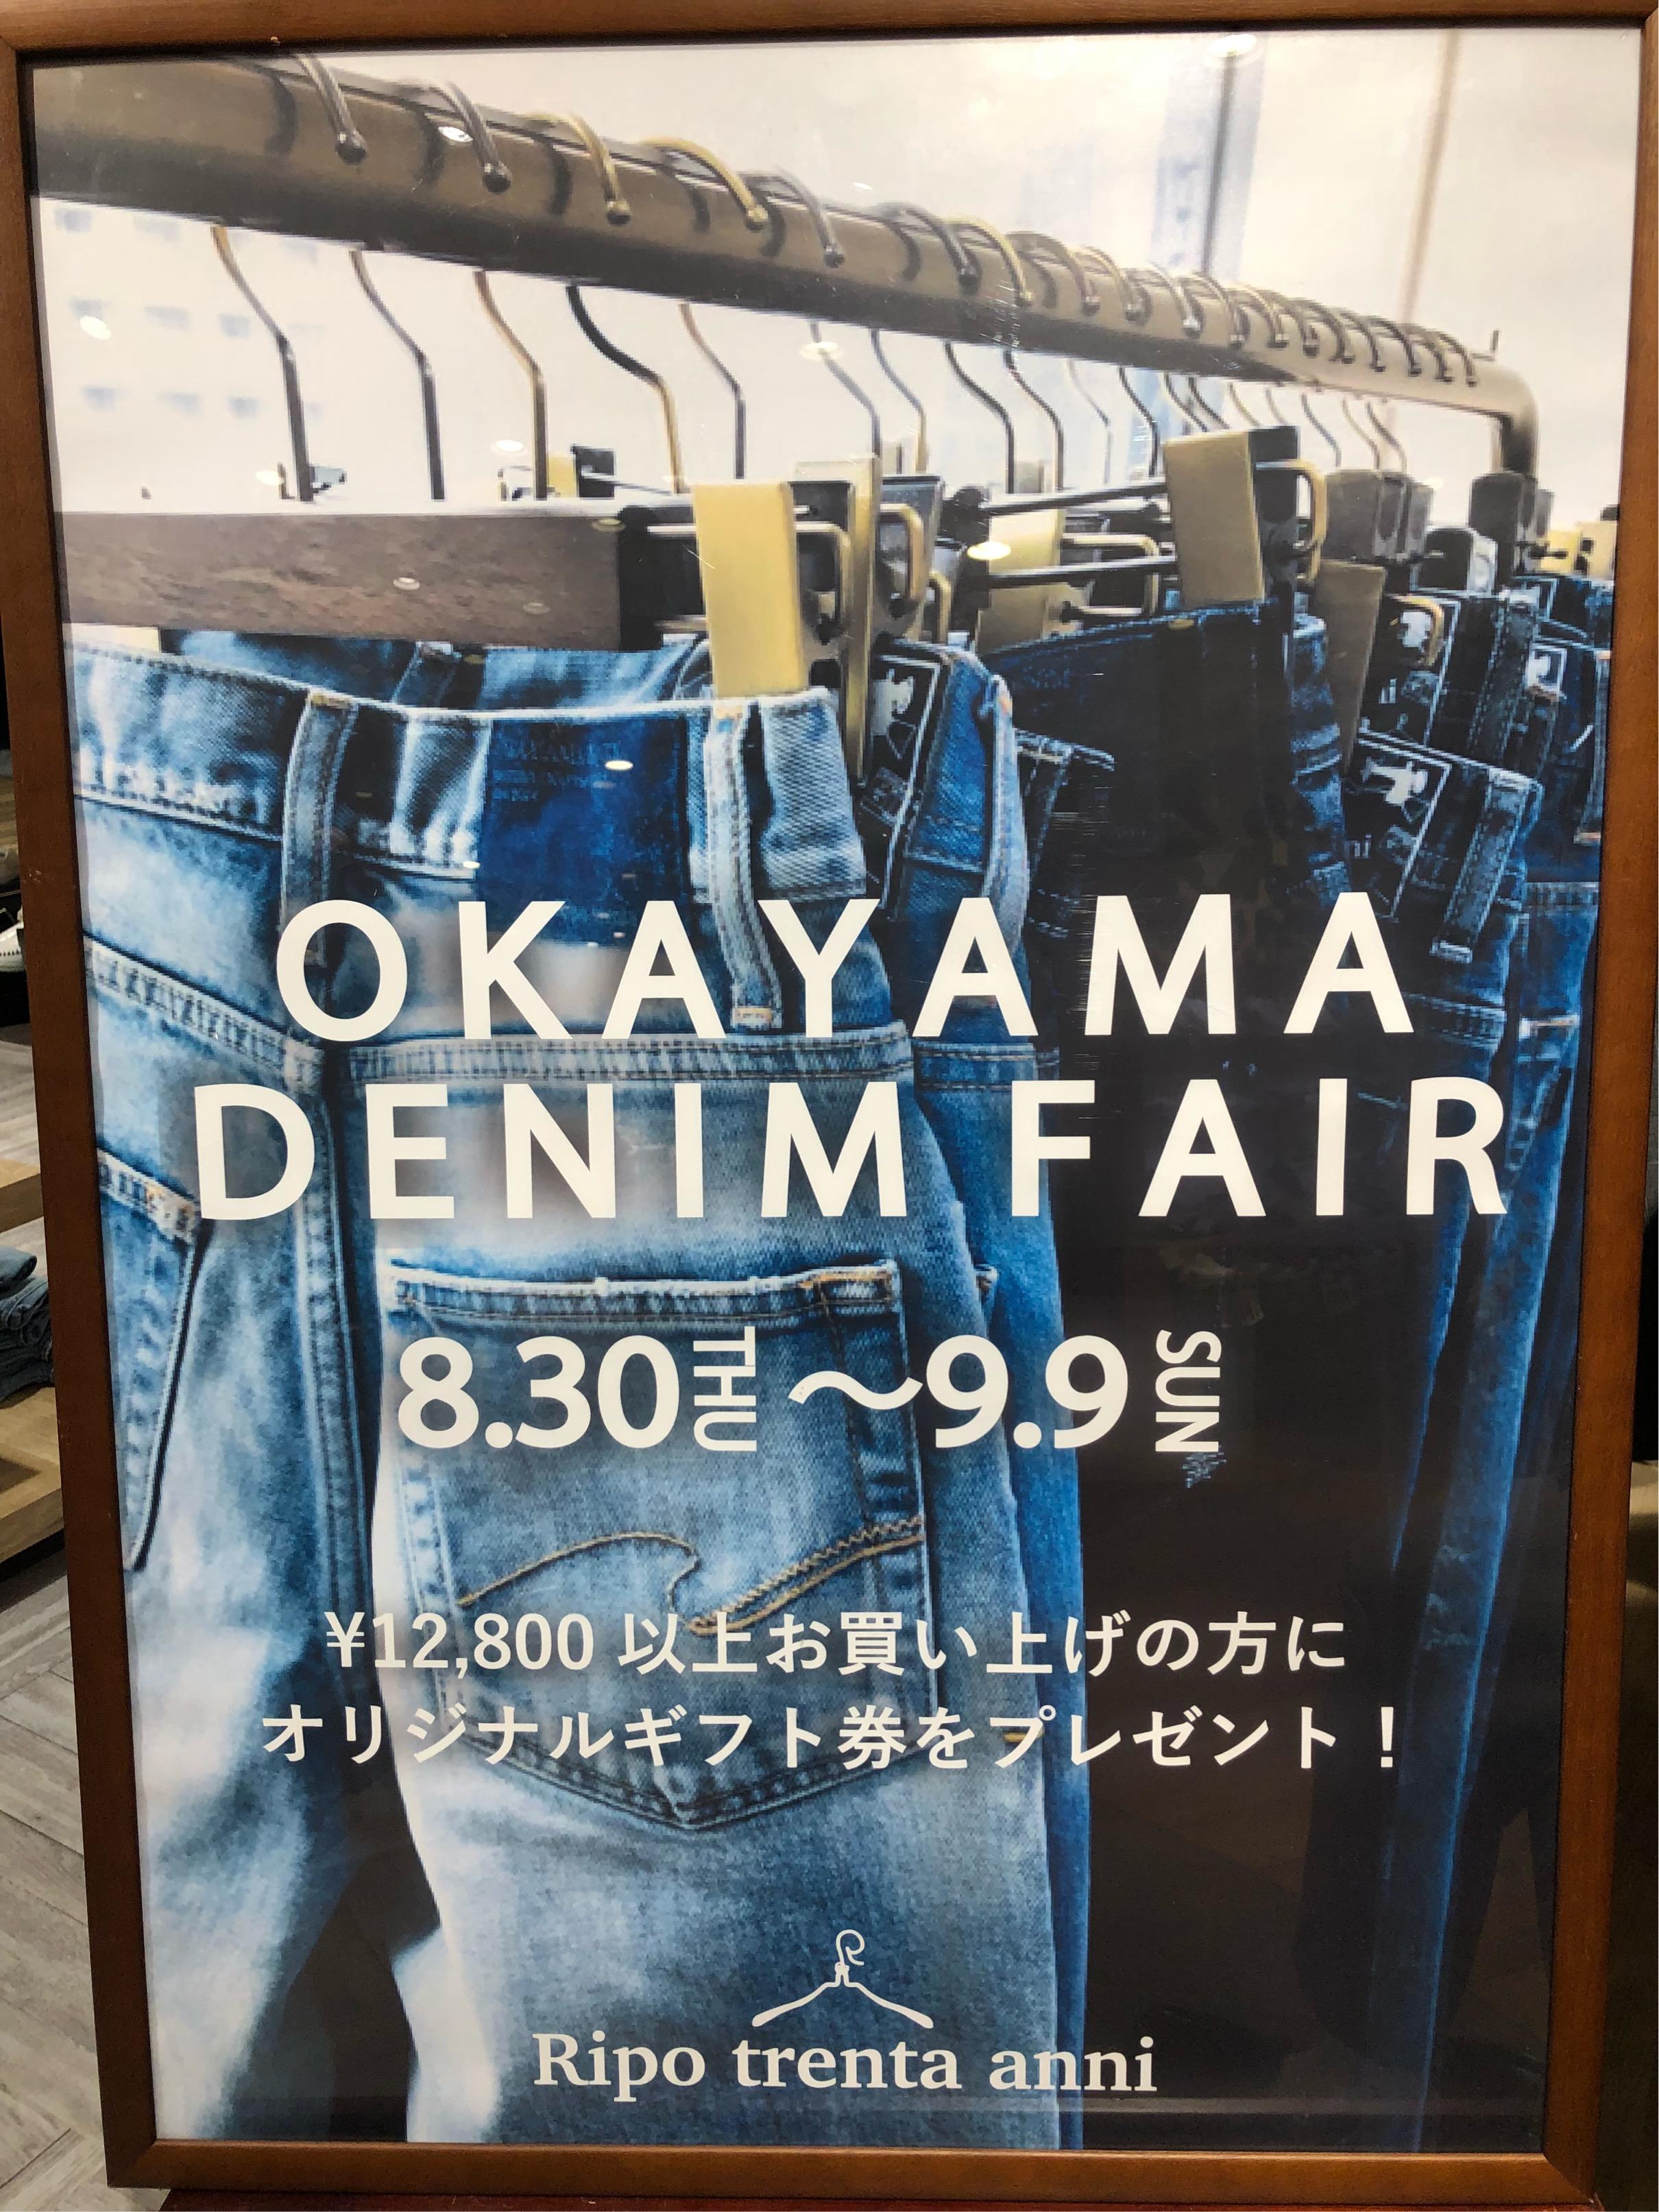 OKAYAMA
DENIM FAIR
8.30 THU ～9.9 SUN
¥12,800 以上お買い上げの方に
オリジナルギフト券をプレゼント！
Ripo trenta anni